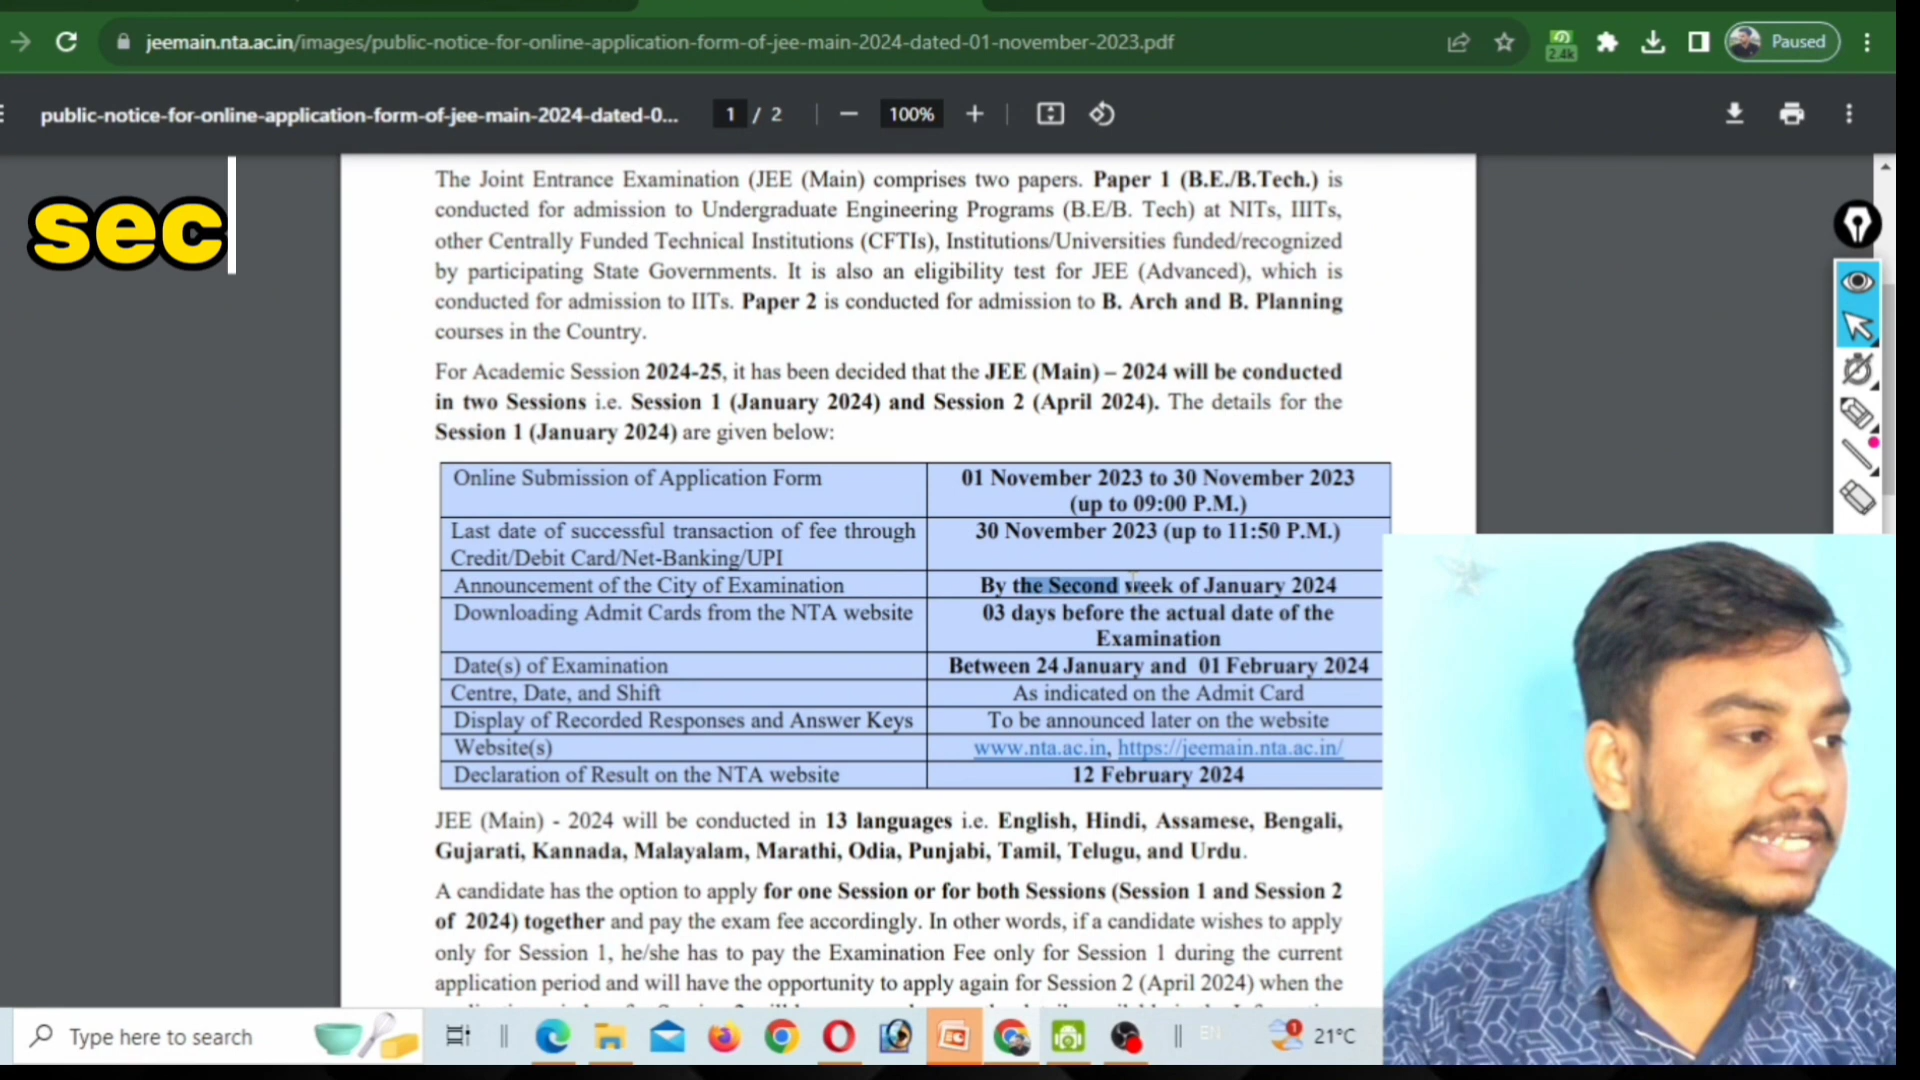 jeemain.nta.ac.in/images/public-notice-for-online-application-form-of-jee-main-2024-dated-01-november-2023.pdf
2.4k
Paused
public-notice-for-online-application-form-of-jee-main-2024-dated-0...
1 / 2
100%
sec
The Joint Entrance Examination (JEE (Main) comprises two papers. Paper 1 (B.E./B.Tech.) is
conducted for admission to Undergraduate Engineering Programs (B.E/B. Tech) at NITs, IIITs,
other Centrally Funded Technical Institutions (CFTIs), Institutions/Universities funded/recognized
by participating State Governments. It is also an eligibility test for JEE (Advanced), which is
conducted for admission to IITs. Paper 2 is conducted for admission to B. Arch and B. Planning
courses in the Country.
For Academic Session 2024-25, it has been decided that the JEE (Main) – 2024 will be conducted
in two Sessions i.e. Session 1 (January 2024) and Session 2 (April 2024). The details for the
Session 1 (January 2024) are given below:
Online Submission of Application Form
01 November 2023 to 30 November 2023
(up to 09:00 P.M.)
Last date of successful transaction of fee through
Credit/Debit Card/Net-Banking/UPI
30 November 2023 (up to 11:50 P.M.)
Announcement of the City of Examination
By the Second week of January 2024
Downloading Admit Cards from the NTA website
03 days before the actual date of the
Examination
Date(s) of Examination
Between 24 January and 01 February 2024
Centre, Date, and Shift
As indicated on the Admit Card
Display of Recorded Responses and Answer Keys
To be announced later on the website
Website(s)
www.nta.ac.in, https://jeemain.nta.ac.in/
Declaration of Result on the NTA website
12 February 2024
JEE (Main) - 2024 will be conducted in 13 languages i.e. English, Hindi, Assamese, Bengali,
Gujarati, Kannada, Malayalam, Marathi, Odia, Punjabi, Tamil, Telugu, and Urdu.
A candidate has the option to apply for one Session or for both Sessions (Session 1 and Session 2
of 2024) together and pay the exam fee accordingly. In other words, if a candidate wishes to apply
only for Session 1, he/she has to pay the Examination Fee only for Session 1 during the current
application period and will have the opportunity to apply again for Session 2 (April 2024) when the
Type here to search
EN
1
21°C